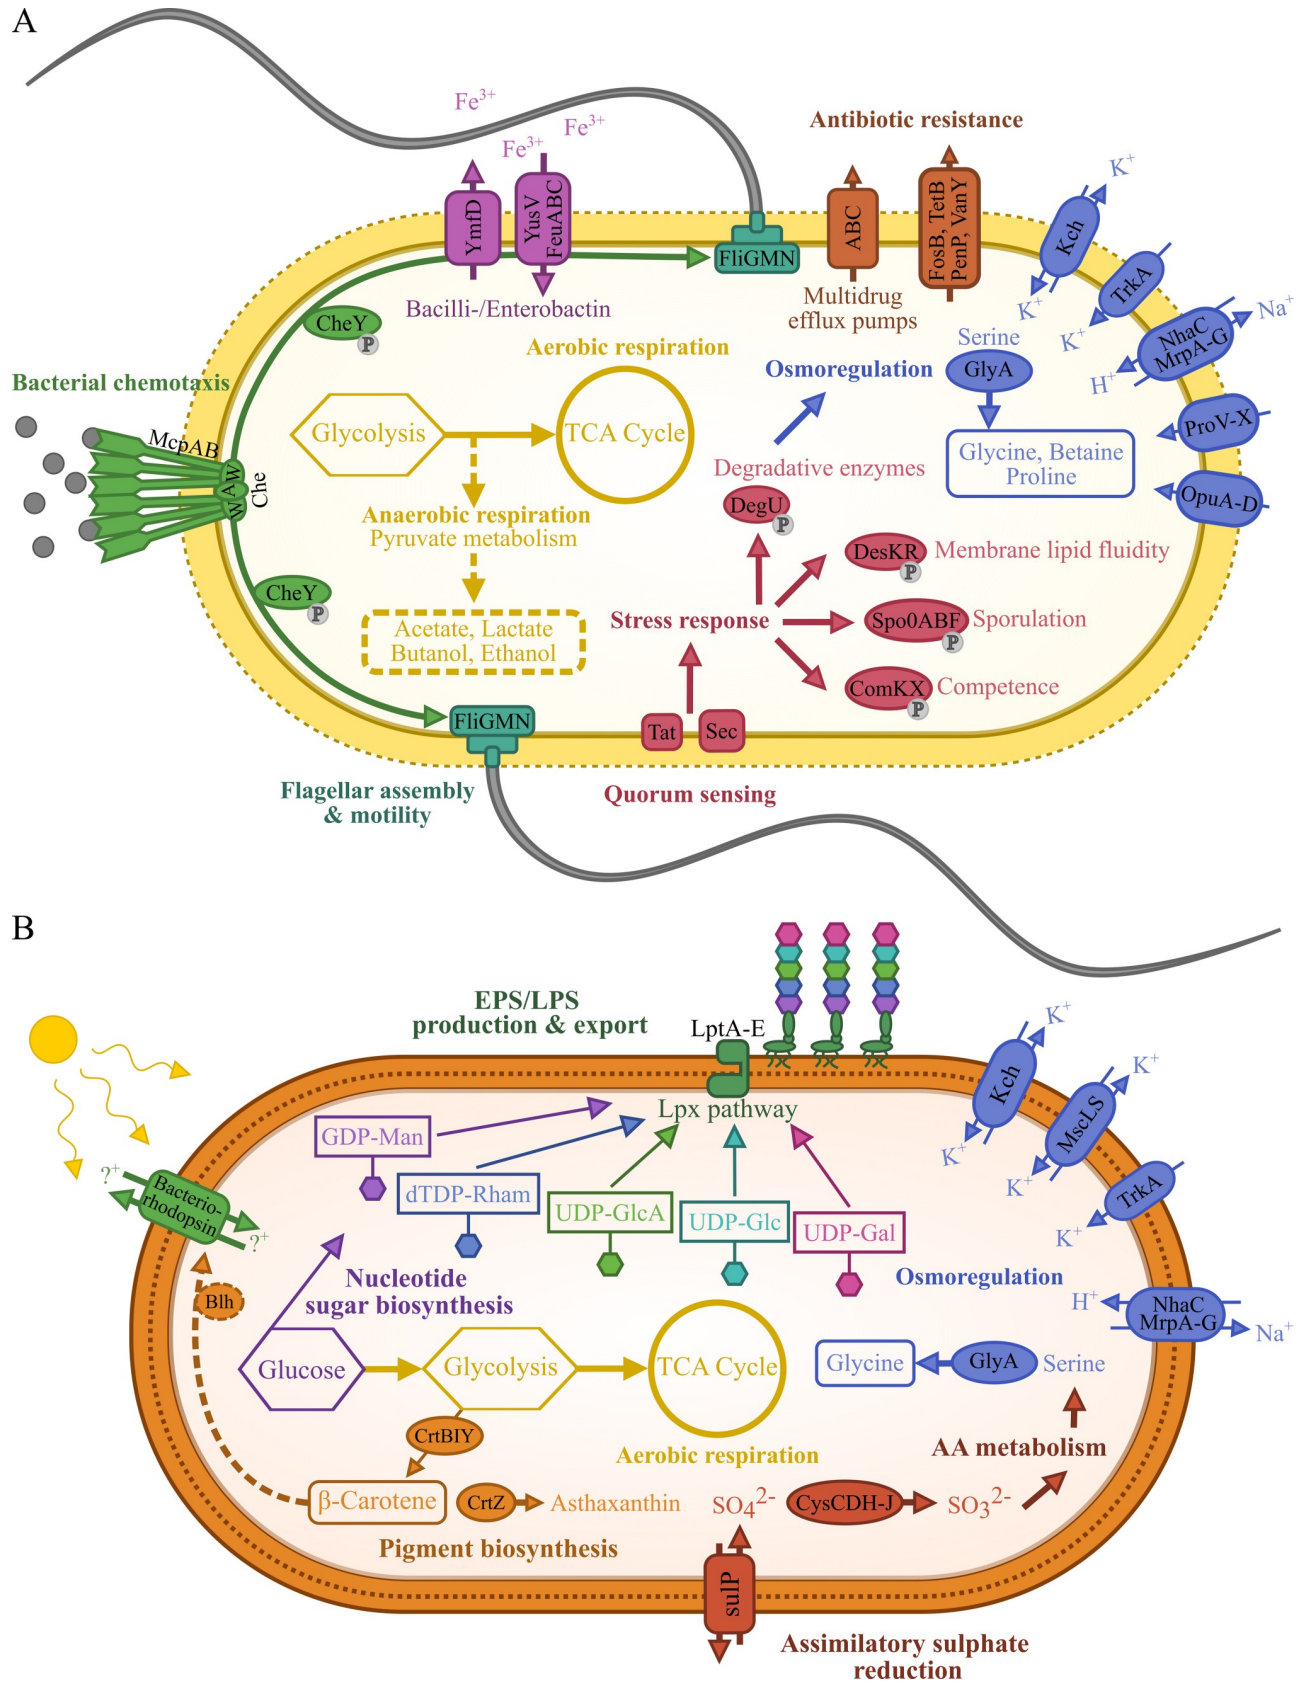 A
Fe3+
Fe3+
Fe3+
Antibiotic resistance
YmfD
YusV
FeuABC
FliGMN
ABC
FosB, TetB
PenP, VanY
K+
Kch
K+
TrkA
K+
NhaC
MrpA-G
Na+
H+
Bacilli-/Enterobactin
Multidrug
efflux pumps
CheY
P
Aerobic respiration
Serine
GlyA
Osmoregulation
Bacterial chemotaxis
McpAB
W
A
W
Che
Glycolysis
TCA Cycle
ProV-X
Glycine, Betaine
Proline
OpuA-D
Degradative enzymes
DegU
P
Anaerobic respiration
Pyruvate metabolism
DesKR
P
Membrane lipid fluidity
CheY
P
Acetate, Lactate
Butanol, Ethanol
Stress response
Spo0ABF
P
Sporulation
ComKX
P
Competence
FliGMN
Tat
Sec
Flagellar assembly
& motility
Quorum sensing
B
EPS/LPS
production & export
LptA-E
Lpx pathway
K+
Kch
K+
K+
MscLS
K+
TrkA
K+
GDP-Man
dTDP-Rham
UDP-GlcA
UDP-Glc
UDP-Gal
?+
Bacterio-
rhodopsin
?+
Blh
Nucleotide
sugar biosynthesis
Osmoregulation
H+
NhaC
MrpA-G
Na+
Glucose
Glycolysis
TCA Cycle
Glycine
GlyA
Serine
CrtBIY
Aerobic respiration
AA metabolism
β-Carotene
CrtZ
Asthaxanthin
SO42-
CysCDH-J
SO32-
Pigment biosynthesis
sulP
Assimilatory sulphate
reduction